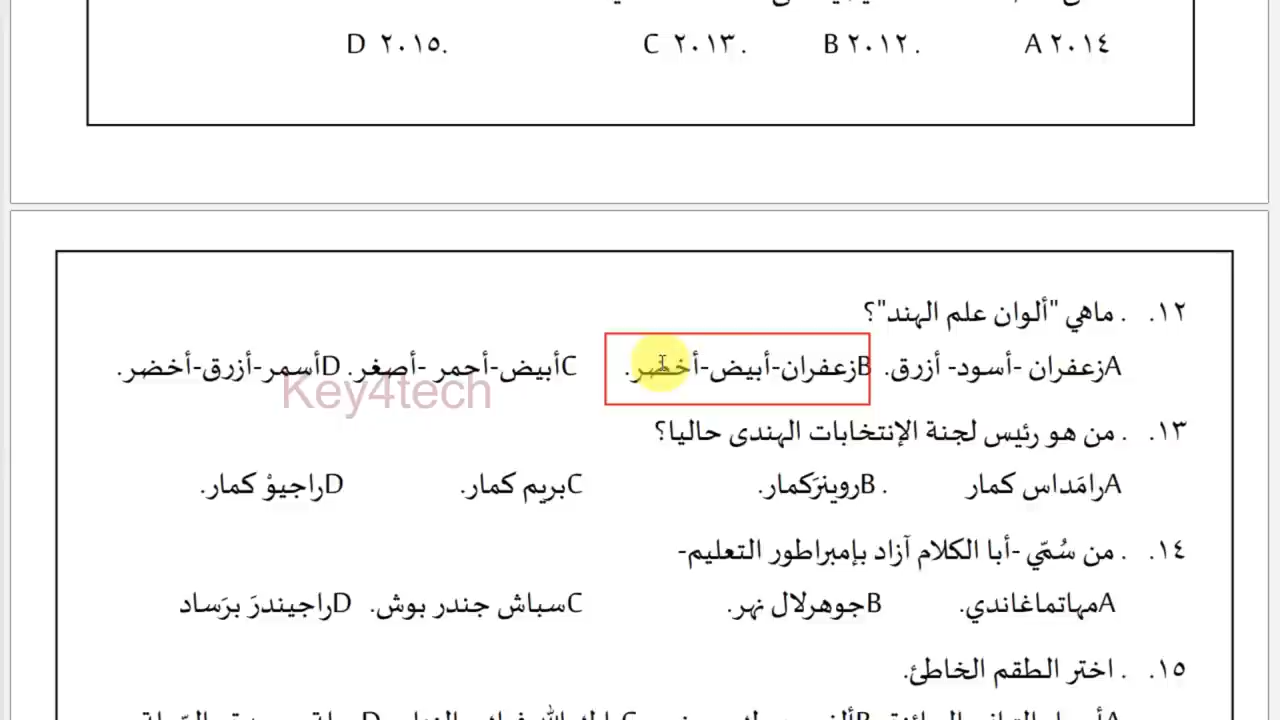 A ٢٠١٤ B ٢٠١٢. C ٢٠١٣. D ٢٠١٥.
١٢. . ماهي "ألوان علم الهند"؟
Aزعفران -أسود- أزرق. Bزعفران-أبيض-أخضر. Cأبيض-أحمر -أصغر. Dأسمر-أزرق-أخضر.
Key4tech
١٣. . من هو رئيس لجنة الإنتخابات الهندى حاليا؟
Aرامَداس كمار . Bروينرَكمار. Cبريم كمار. Dراجيوْ كمار.
١٤. . من سُمّي -أبا الكلام آزاد بإمبراطور التعليم-
Aمهاتماغاندي. Bجوهرلال نهر. Cسباش جندر بوش. Dراجيندرَ برَساد
١٥. . اختر الطقم الخاطئ.